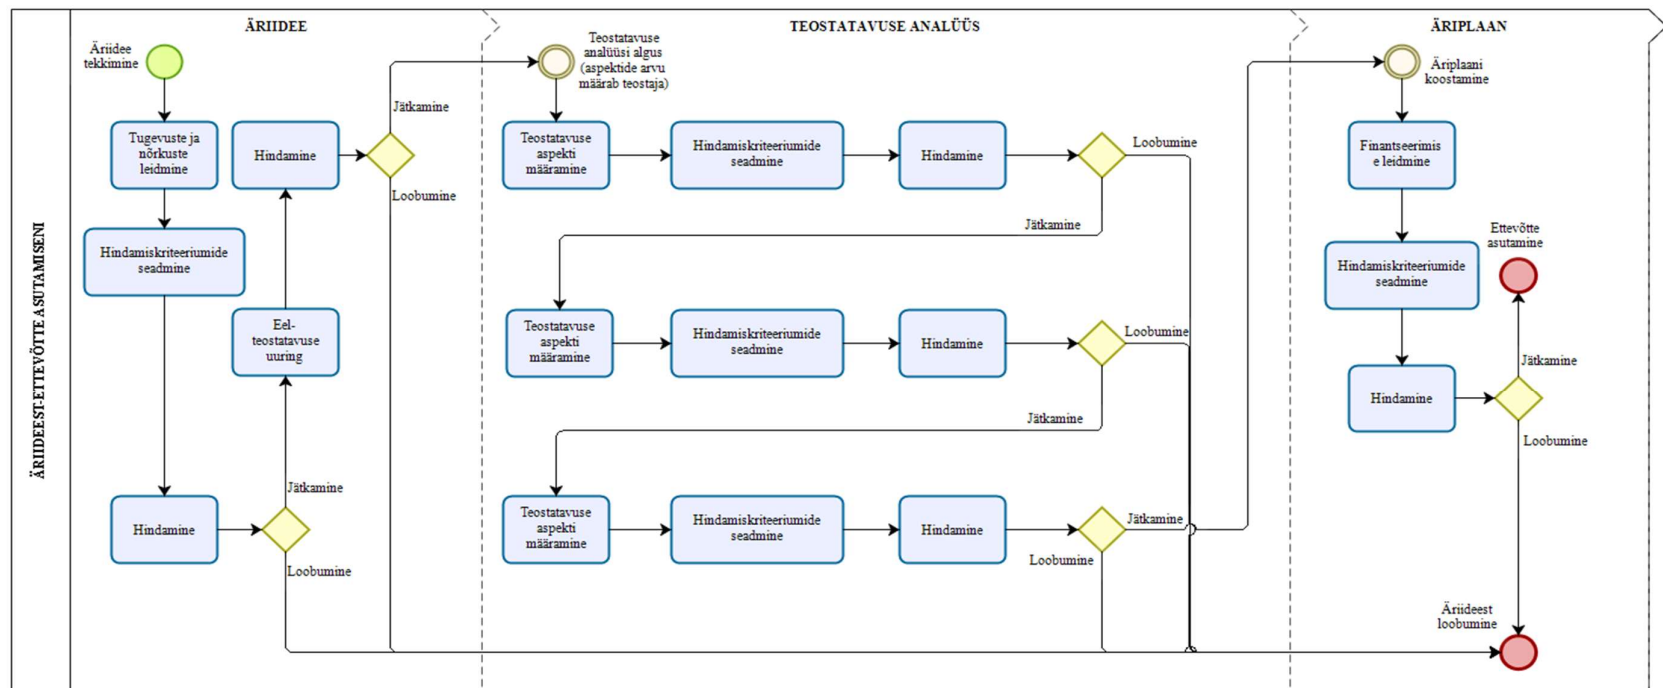 ÄRIIDEEST-ETTEVÕTTE ASUTAMISENI
ÄRIIDEE
Äriidee
tekkimine
Tugevuste ja
nõrkuste
leidmine
Hindamiskriteeriumide
seadmine
Hindamine
Jätkamine
Loobumine
Eel-
teostatavuse
uuring
Hindamine
Jätkamine
Loobumine
TEOSTATAVUSE ANALÜÜS
Teostatavuse
analüüsi algus
(aspektide arvu
määrab teostaja)
Teostatavuse
aspekti
määramine
Hindamiskriteeriumide
seadmine
Hindamine
Loobumine
Jätkamine
Teostatavuse
aspekti
määramine
Hindamiskriteeriumide
seadmine
Hindamine
Loobumine
Jätkamine
Teostatavuse
aspekti
määramine
Hindamiskriteeriumide
seadmine
Hindamine
Jätkamine
Loobumine
ÄRIPLAAN
Äriplaani
koostamine
Finantseerimis
e leidmine
Hindamiskriteeriumide
seadmine
Hindamine
Ettevõtte
asutamine
Jätkamine
Loobumine
Äriideest
loobumine